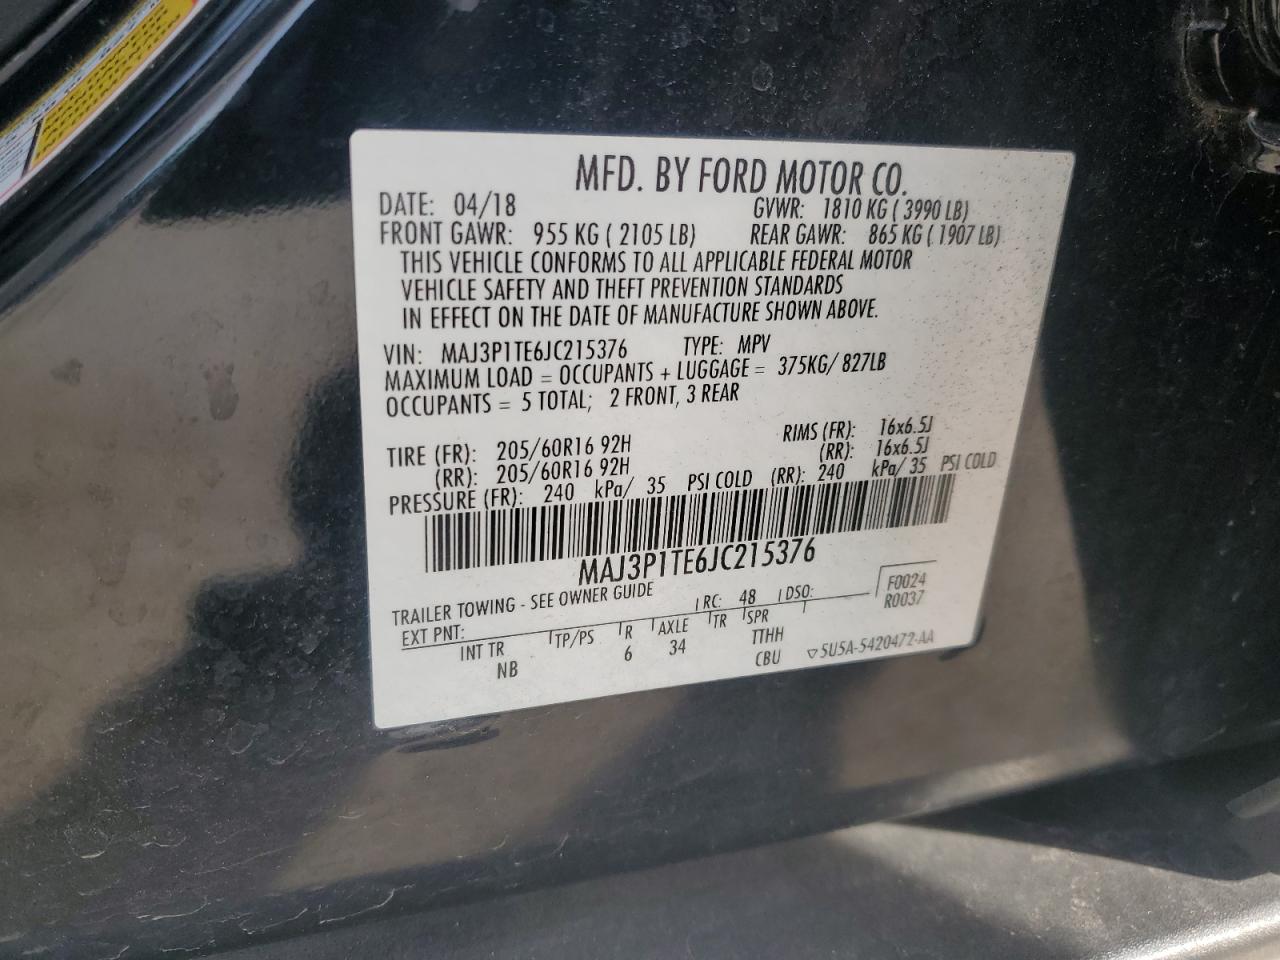 MFD. BY FORD MOTOR CO.
DATE: 04/18 GVWR: 1810 KG ( 3990 LB)
FRONT GAWR: 955 KG ( 2105 LB) REAR GAWR: 865 KG ( 1907 LB)
THIS VEHICLE CONFORMS TO ALL APPLICABLE FEDERAL MOTOR
VEHICLE SAFETY AND THEFT PREVENTION STANDARDS
IN EFFECT ON THE DATE OF MANUFACTURE SHOWN ABOVE.
VIN: MAJ3P1TE6JC215376 TYPE: MPV
MAXIMUM LOAD = OCCUPANTS + LUGGAGE = 375KG/ 827LB
OCCUPANTS = 5 TOTAL; 2 FRONT, 3 REAR
TIRE (FR): 205/60R16 92H RIMS (FR): 16x6.5J
(RR): 205/60R16 92H (RR): 16x6.5J
PRESSURE (FR): 240 kPa/ 35 PSI COLD (RR): 240 kPa/ 35 PSI COLD
MAJ3P1TE6JC215376
TRAILER TOWING - SEE OWNER GUIDE
EXT PNT: RC: 48 DSO: F0024
R0037
INT TR TP/PS R AXLE TR SPR
NB 6 34 TTHH
CBU ▽5U5A-5420472-AA